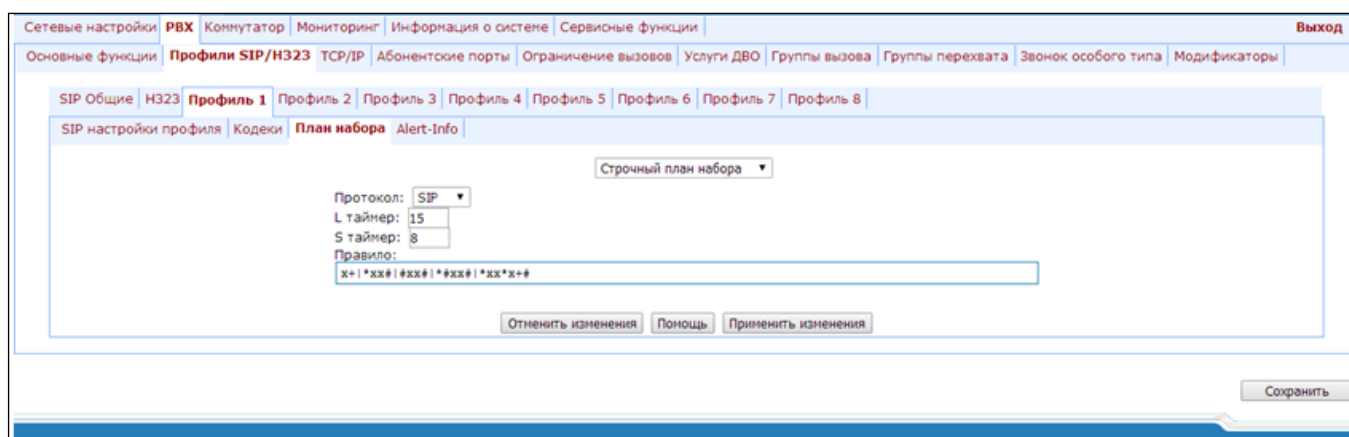 Сетевые настройки PBX Коммутатор Мониторинг Информация о системе Сервисные функции Выход
Основные функции Профили SIP/H323 TCP/IP Абонентские порты Ограничение вызовов Услуги ДВО Группы вызова Группы перехвата Звонок особого типа Модификаторы
SIP Общие H323 Профиль 1 Профиль 2 Профиль 3 Профиль 4 Профиль 5 Профиль 6 Профиль 7 Профиль 8
SIP настройки профиля Кодеки План набора Alert-Info
Строчный план набора
Протокол: SIP
L таймер: 15
S таймер: 8
Правило:
x+|*xx#|#xx#|*#xx#|*xx*x+#
Отменить изменения Помощь Применить изменения
Сохранить